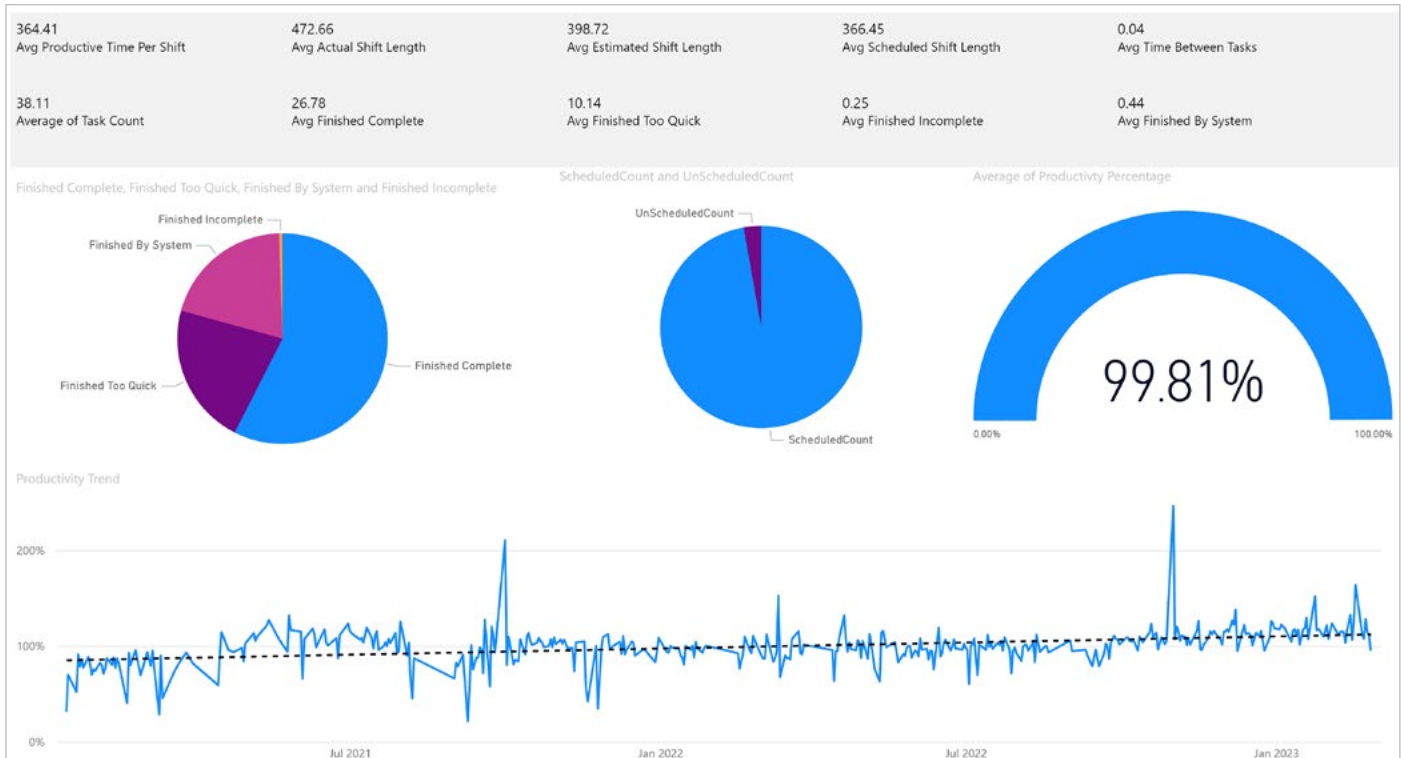 364.41
Avg Productive Time Per Shift
472.66
Avg Actual Shift Length
398.72
Avg Estimated Shift Length
366.45
Avg Scheduled Shift Length
0.04
Avg Time Between Tasks
38.11
Average of Task Count
26.78
Avg Finished Complete
10.14
Avg Finished Too Quick
0.25
Avg Finished Incomplete
0.44
Avg Finished By System
Finished Complete, Finished Too Quick, Finished By System and Finished Incomplete
Finished Incomplete
Finished By System
Finished Too Quick
Finished Complete
ScheduledCount and UnScheduledCount
UnScheduledCount
ScheduledCount
Average of Productivty Percentage
99.81%
0.00%
100.00%
Productivity Trend
200%
100%
0%
Jul 2021
Jan 2022
Jul 2022
Jan 2023